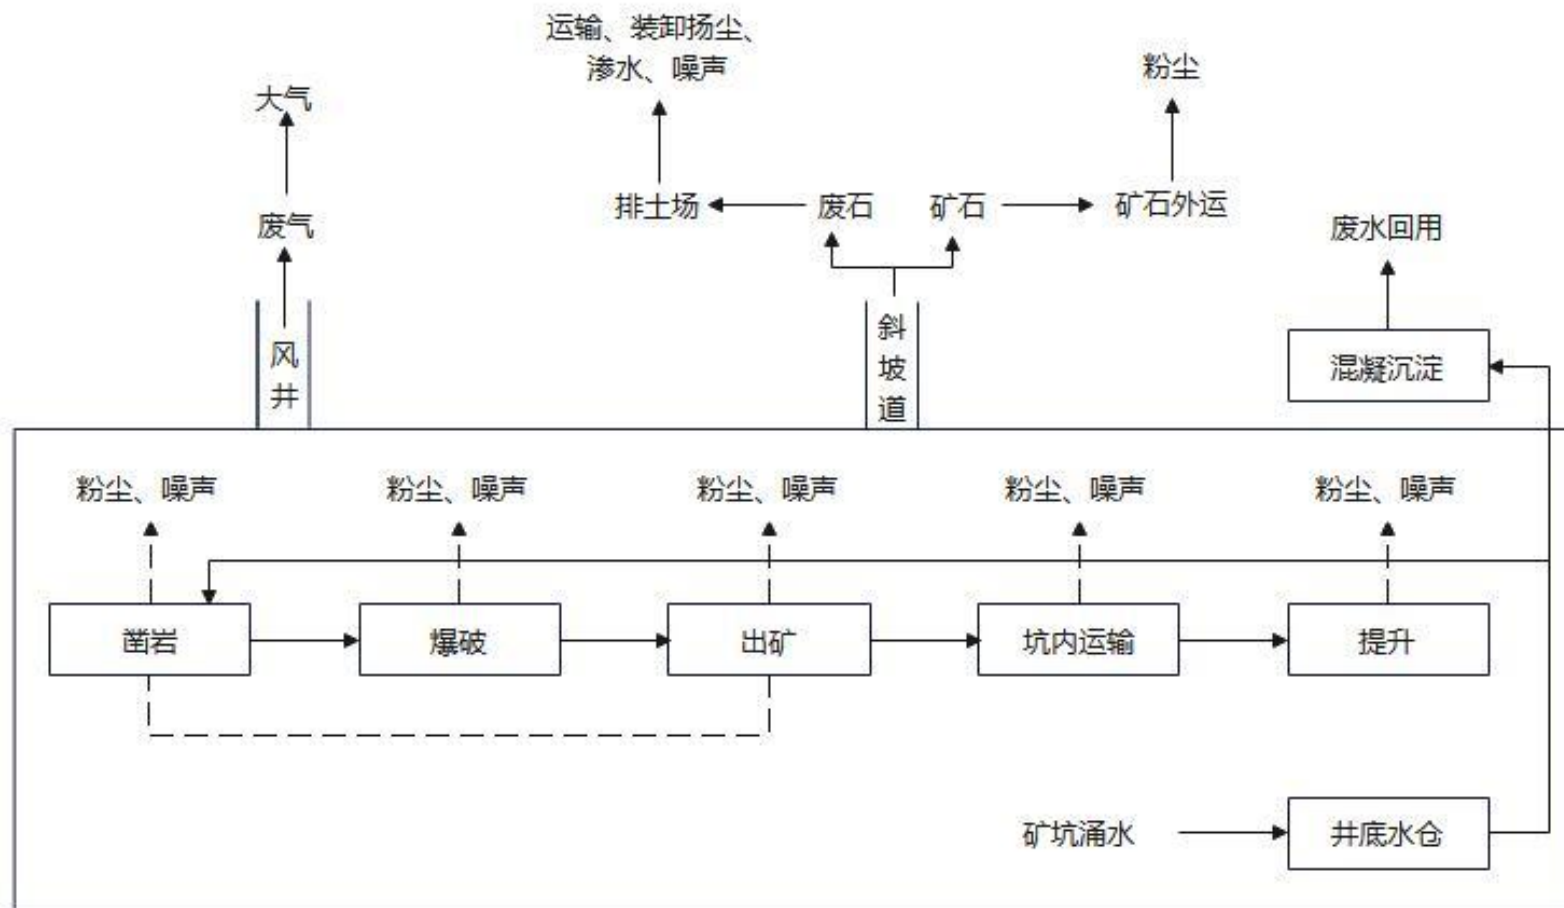 运输、装卸扬尘、
渗水、噪声
粉尘
大气
排土场
废石
矿石
矿石外运
废气
废水回用
风井
斜坡道
混凝沉淀
粉尘、噪声
粉尘、噪声
粉尘、噪声
粉尘、噪声
粉尘、噪声
凿岩
爆破
出矿
坑内运输
提升
矿坑涌水
井底水仓